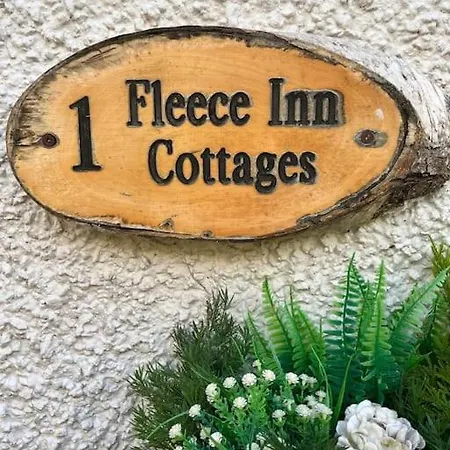 1 Fleece Inn
Cottages